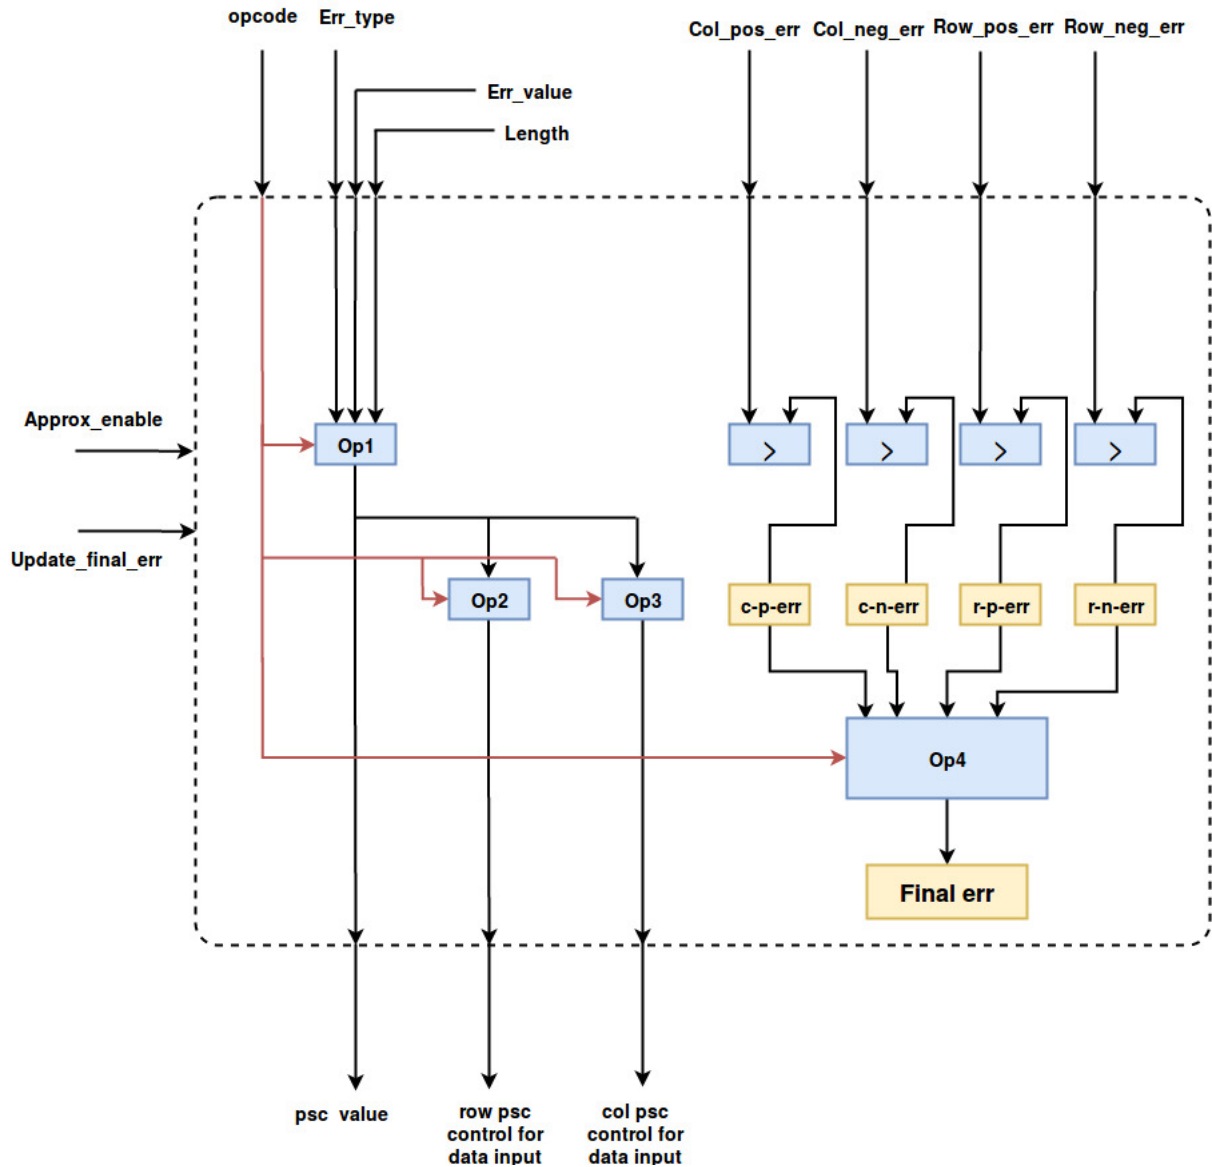 opcode
Err_type
Col_pos_err
Col_neg_err
Row_pos_err
Row_neg_err
Err_value
Length
Approx_enable
Update_final_err
Op1
>
>
>
>
Op2
Op3
c-p-err
c-n-err
r-p-err
r-n-err
Op4
Final err
psc value
row psc
control for
data input
col psc
control for
data input